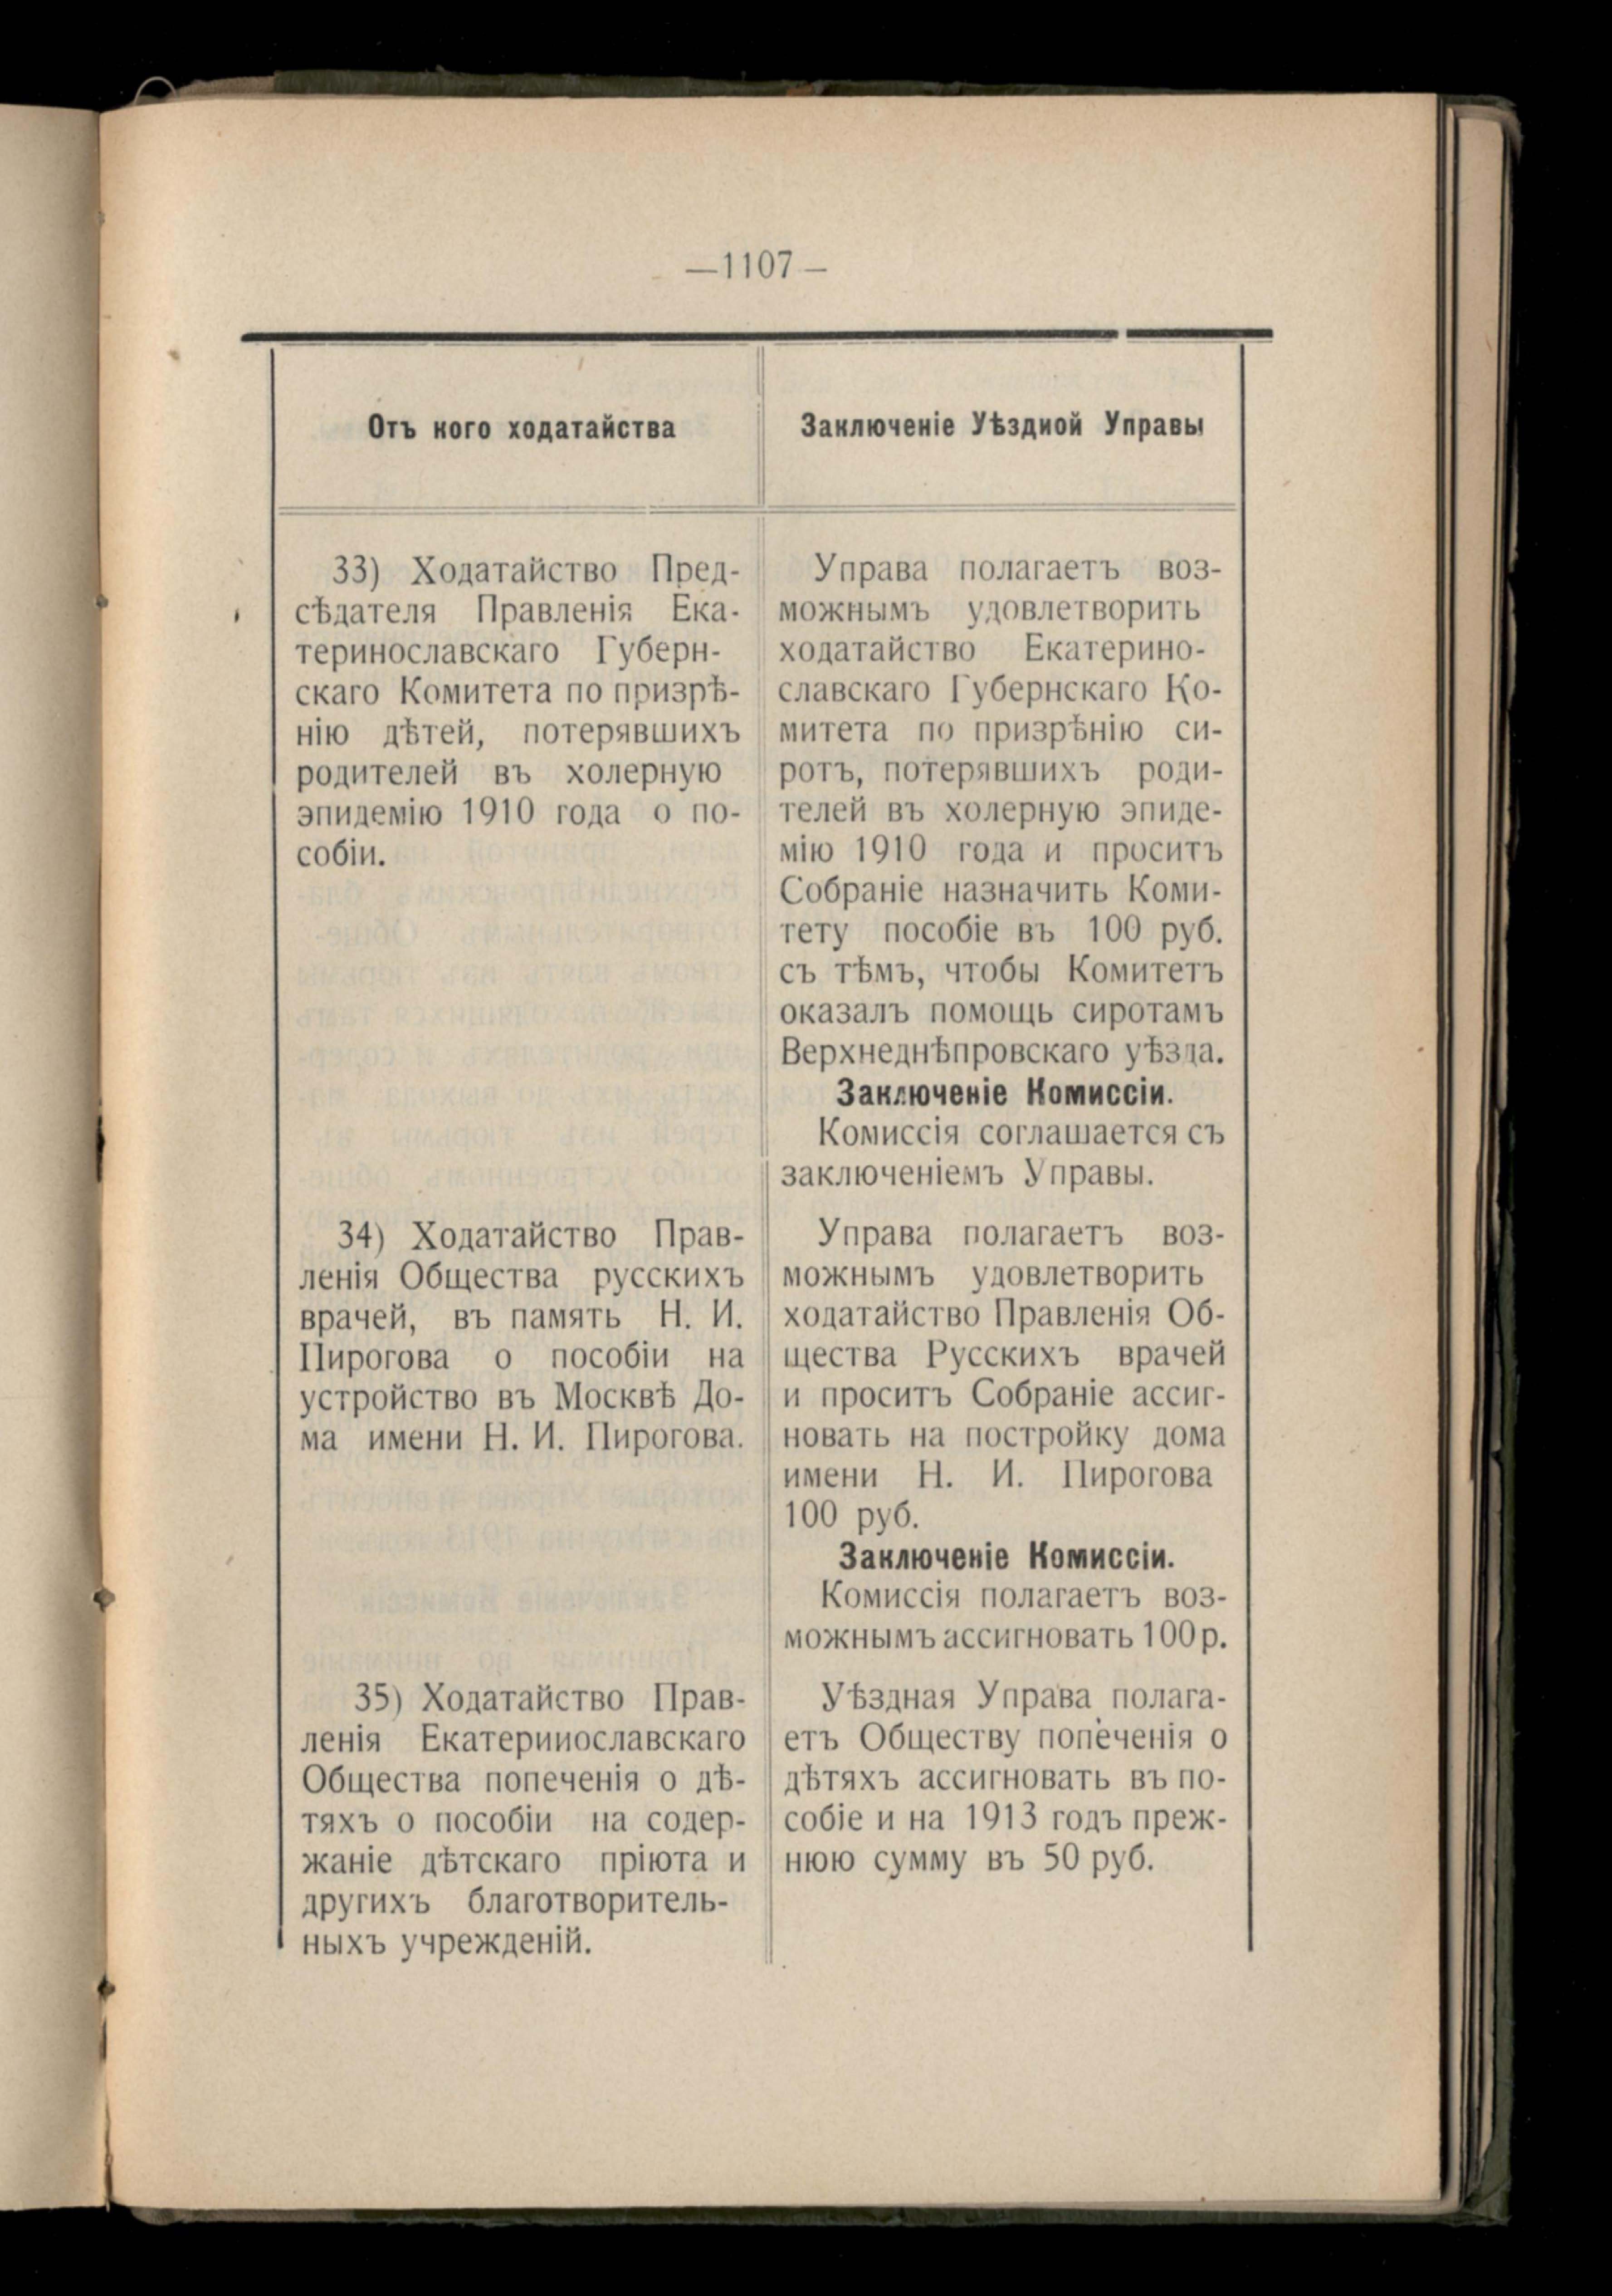 —1107—
Отъ кого ходатайства
Заключеніе Уѣздной Управы
33) Ходатайство Пред-
сѣдателя Правленія Ека-
теринославскаго Губерн-
скаго Комитета по призрѣ-
нію дѣтей, потерявшихъ
родителей въ холерную
эпидемію 1910 года о по-
собіи.
Управа полагаетъ воз-
можнымъ удовлетворить
ходатайство Екатерино-
славскаго Губернскаго Ко-
митета по призрѣнію си-
ротъ, потерявшихъ роди-
телей въ холерную эпиде-
мію 1910 года и проситъ
Собраніе назначить Коми-
тету пособіе въ 100 руб.
съ тѣмъ, чтобы Комитетъ
оказалъ помощь сиротамъ
Верхнеднѣпровскаго уѣзда.
Заключеніе Комиссіи.
Комиссія соглашается съ
заключеніемъ Управы.
34) Ходатайство Прав-
ленія Общества русскихъ
врачей, въ память Н. И.
Пирогова о пособіи на
устройство въ Москвѣ До-
ма имени Н. И. Пирогова.
Управа полагаетъ воз-
можнымъ удовлетворить
ходатайство Правленія Об-
щества Русскихъ врачей
и проситъ Собраніе ассиг-
новать на постройку дома
имени Н. И. Пирогова
100 руб.
Заключеніе Комиссіи.
Комиссія полагаетъ воз-
можнымъ ассигновать 100 р.
35) Ходатайство Прав-
ленія Екатерииославскаго
Общества попеченія о дѣ-
тяхъ о пособіи на содер-
жаніе дѣтскаго пріюта и
другихъ благотворитель-
ныхъ учрежденій.
Уѣздная Управа полага-
етъ Обществу попеченія о
дѣтяхъ ассигновать въ по-
собіе и на 1913 годъ преж-
нюю сумму въ 50 руб.